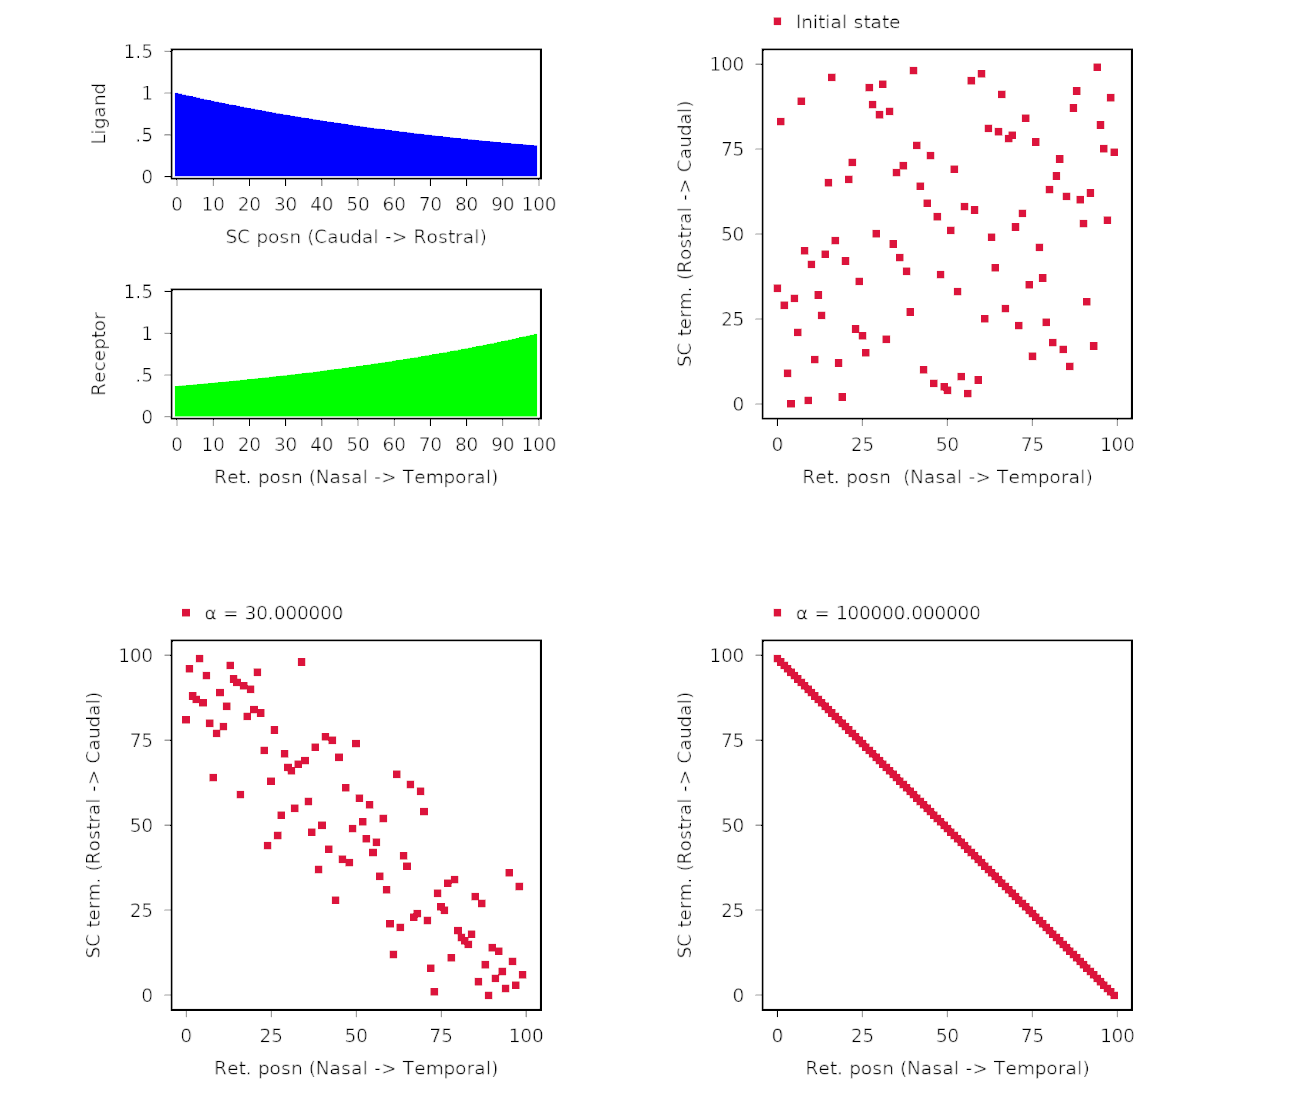 1.5
1
.5
0
Ligand
0 10 20 30 40 50 60 70 80 90 100
SC posn (Caudal -> Rostral)
1.5
1
.5
0
Receptor
0 10 20 30 40 50 60 70 80 90 100
Ret. posn (Nasal -> Temporal)
Initial state
100
75
50
25
0
SC term. (Rostral -> Caudal)
0 25 50 75 100
Ret. posn  (Nasal -> Temporal)
α = 30.000000
100
75
50
25
0
SC term. (Rostral -> Caudal)
0 25 50 75 100
Ret. posn (Nasal -> Temporal)
α = 100000.000000
100
75
50
25
0
SC term. (Rostral -> Caudal)
0 25 50 75 100
Ret. posn (Nasal -> Temporal)